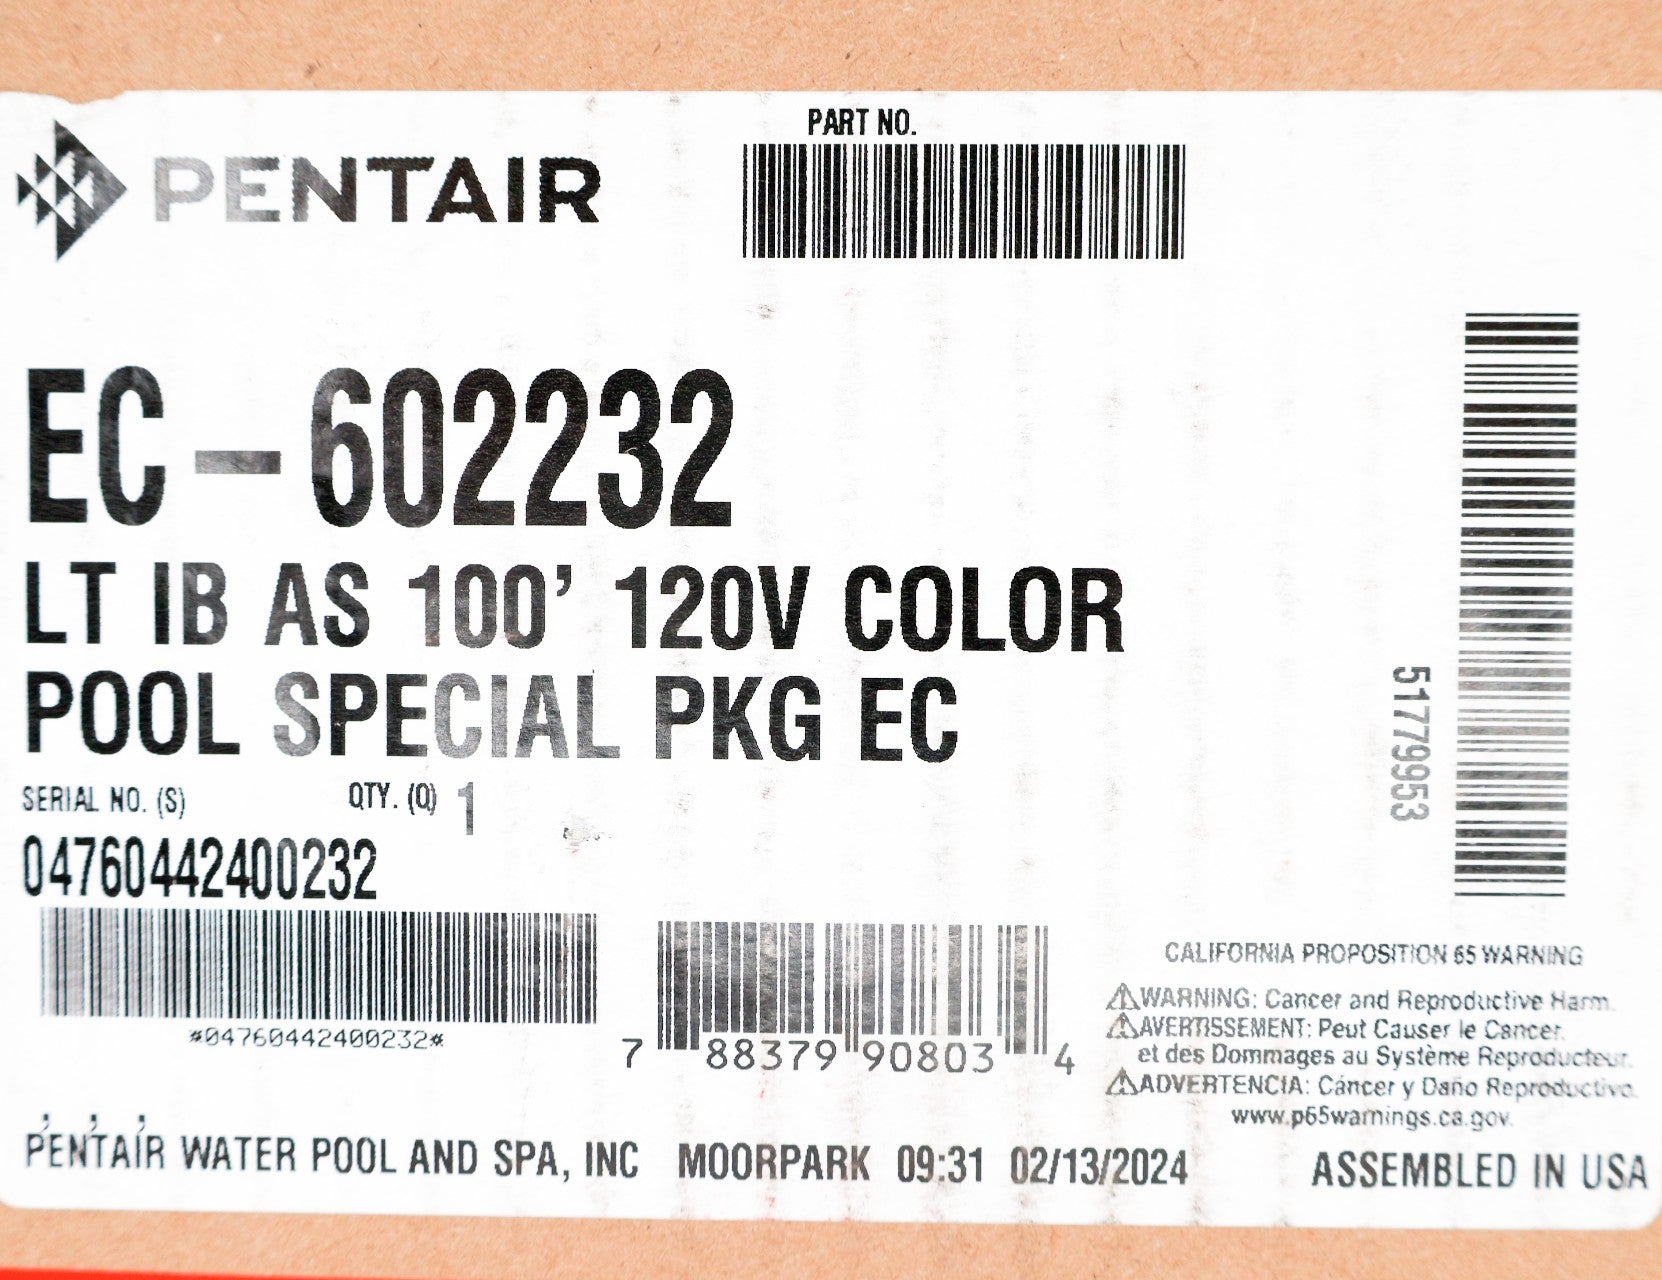 PENTAIR
PART NO.
EC-602232
LT IB AS 100' 120V COLOR
POOL SPECIAL PKG EC
SERIAL NO. (S) QTY. (Q) 1
04760442400232
*04760442400232*
7 88379 90803 4
51779953
CALIFORNIA PROPOSITION 65 WARNING
⚠WARNING: Cancer and Reproductive Harm.
⚠AVERTISSEMENT: Peut Causer le Cancer.
et des Dommages au Système Reproducteur.
⚠ADVERTENCIA: Cáncer y Daño Reproductivo.
www.p65warnings.ca.gov.
PENTAIR WATER POOL AND SPA, INC MOORPARK 09:31 02/13/2024 ASSEMBLED IN USA